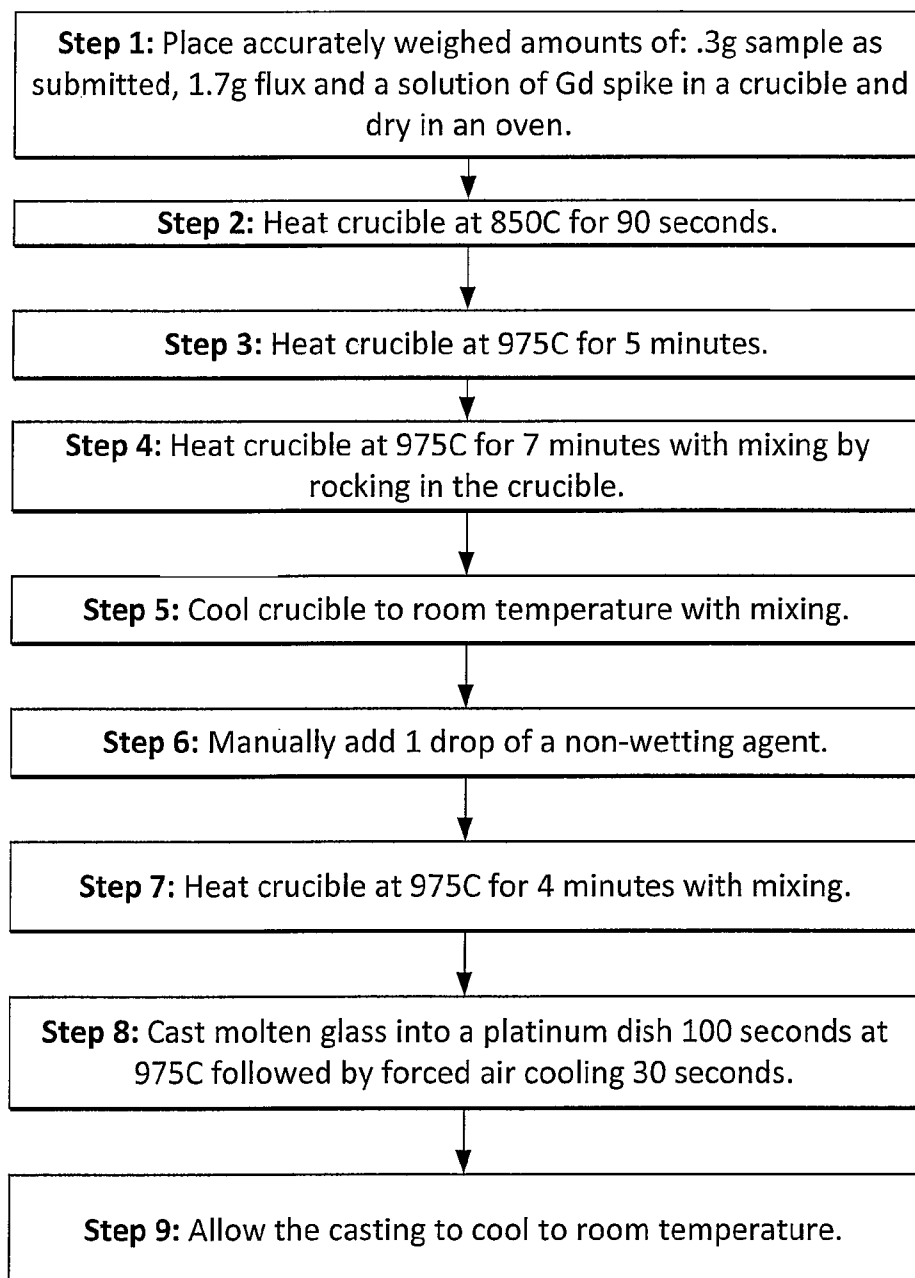 Step 1: Place accurately weighed amounts of: .3g sample as
submitted, 1.7g flux and a solution of Gd spike in a crucible and
dry in an oven.
Step 2: Heat crucible at 850C for 90 seconds.
Step 3: Heat crucible at 975C for 5 minutes.
Step 4: Heat crucible at 975C for 7 minutes with mixing by
rocking in the crucible.
Step 5: Cool crucible to room temperature with mixing.
Step 6: Manually add 1 drop of a non-wetting agent.
Step 7: Heat crucible at 975C for 4 minutes with mixing.
Step 8: Cast molten glass into a platinum dish 100 seconds at
975C followed by forced air cooling 30 seconds.
Step 9: Allow the casting to cool to room temperature.